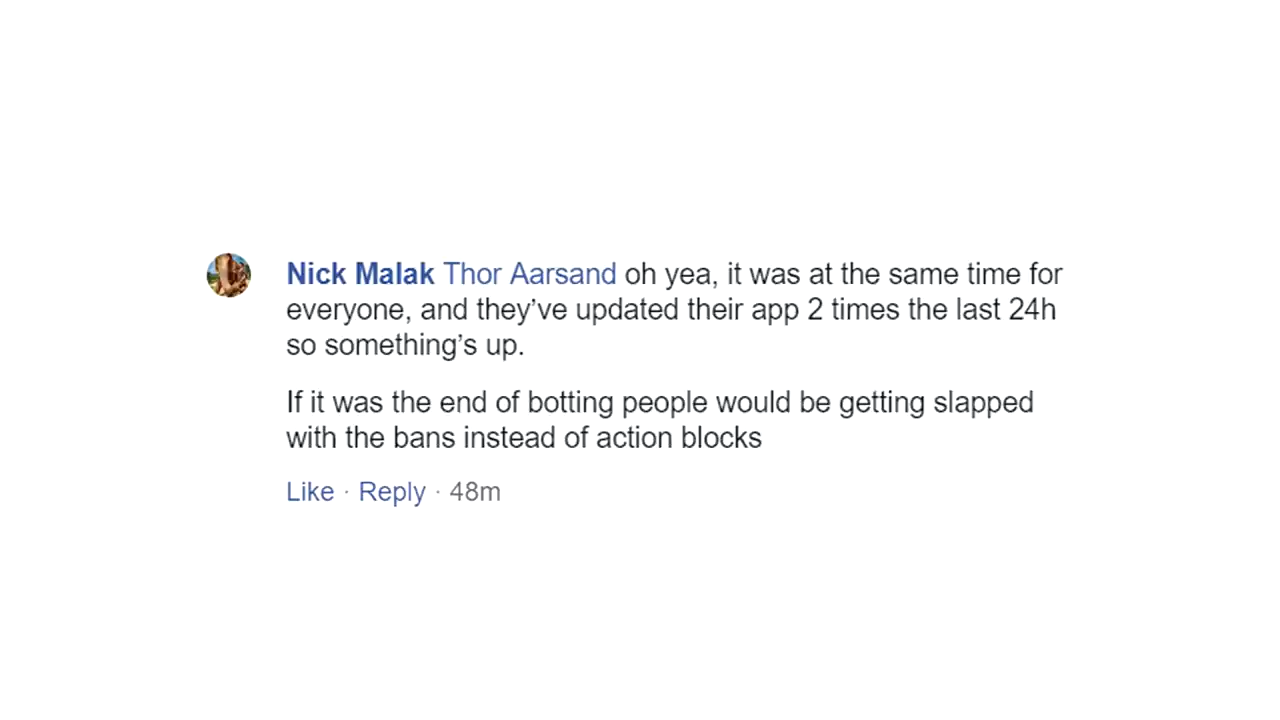 Nick Malak Thor Aarsand oh yea, it was at the same time for
everyone, and they’ve updated their app 2 times the last 24h
so something’s up.
If it was the end of botting people would be getting slapped
with the bans instead of action blocks
Like · Reply · 48m